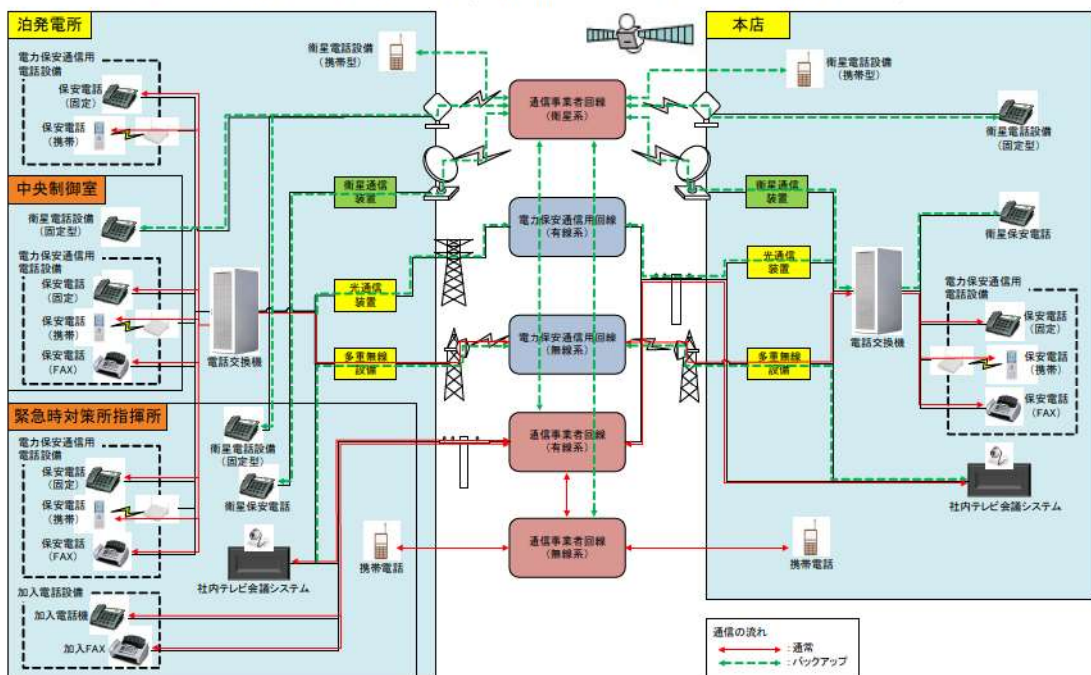 泊発電所
電力保安通信用
電話設備
保安電話
（固定）
保安電話
（携帯）
衛星電話設備
（携帯型）
中央制御室
衛星電話設備
（固定型）
電力保安通信用
電話設備
保安電話
（固定）
保安電話
（携帯）
保安電話
（FAX）
電話交換機
衛星通信
装置
光通信
装置
多重無線
設備
緊急時対策所指揮所
電力保安通信用
電話設備
保安電話
（固定）
保安電話
（携帯）
保安電話
（FAX）
衛星電話設備
（固定型）
衛星保安電話
社内テレビ会議システム
携帯電話
加入電話設備
加入電話機
加入FAX
通信事業者回線
（衛星系）
電力保安通信用回線
（有線系）
電力保安通信用回線
（無線系）
通信事業者回線
（有線系）
通信事業者回線
（無線系）
本店
衛星電話設備
（携帯型）
衛星電話設備
（固定型）
衛星通信
装置
衛星保安電話
光通信
装置
電話交換機
多重無線
設備
電力保安通信用
電話設備
保安電話
（固定）
保安電話
（携帯）
保安電話
（FAX）
社内テレビ会議システム
携帯電話
通信の流れ
：通常
：バックアップ